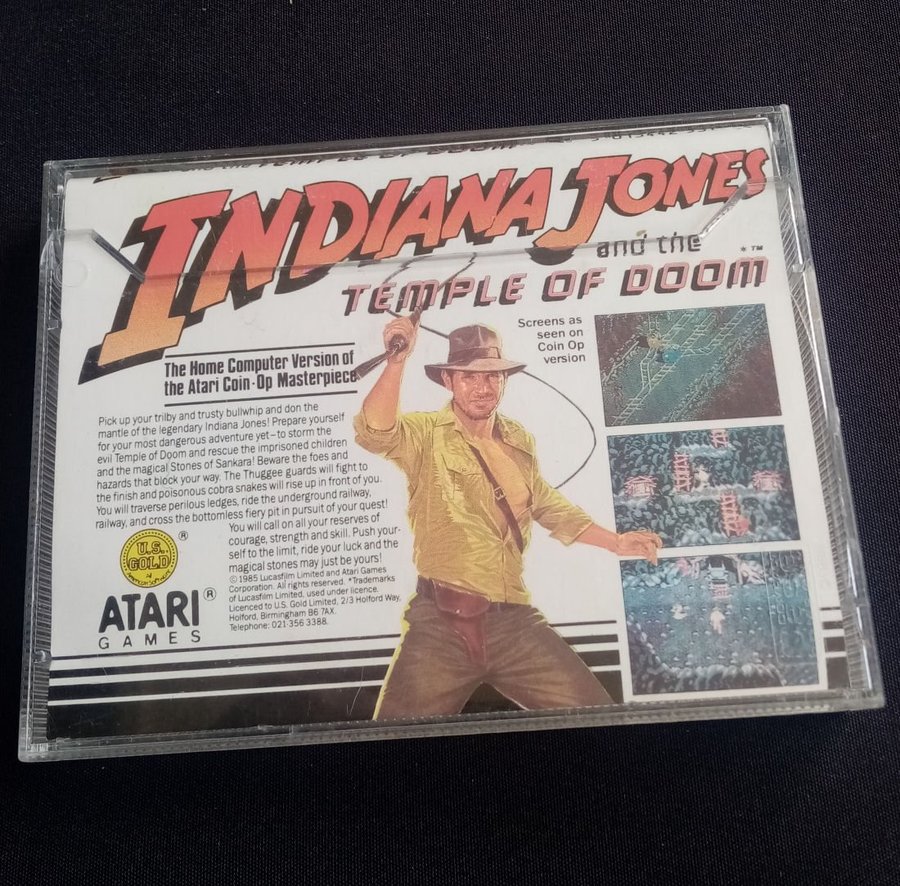 TEMPLE OF DOOM
INDIANA JONES
and the
TEMPLE OF DOOM
* ™
Screens as
seen on
Coin Op
version
The Home Computer Version of
the Atari Coin-Op Masterpiece
Pick up your trilby and trusty bullwhip and don the
mantle of the legendary Indiana Jones! Prepare yourself
for your most dangerous adventure yet–to storm the
evil Temple of Doom and rescue the imprisoned children
and the magical Stones of Sankara! Beware the foes and
hazards that block your way. The Thuggee guards will fight to
the finish and poisonous cobra snakes will rise up in front of you.
You will traverse perilous ledges, ride the underground railway,
railway, and cross the bottomless fiery pit in pursuit of your quest!
You will call on all your reserves of
courage, strength and skill. Push your-
self to the limit, ride your luck and the
magical stones may just be yours!
© 1985 Lucasfilm Limited and Atari Games
Corporation. All rights reserved. *Trademarks
of Lucasfilm Limited, used under licence.
Licenced to U.S. Gold Limited, 2/3 Holford Way,
Holford, Birmingham B6 7AX.
Telephone: 021-356 3388.
U.S.
GOLD
®
ATARI®
GAMES